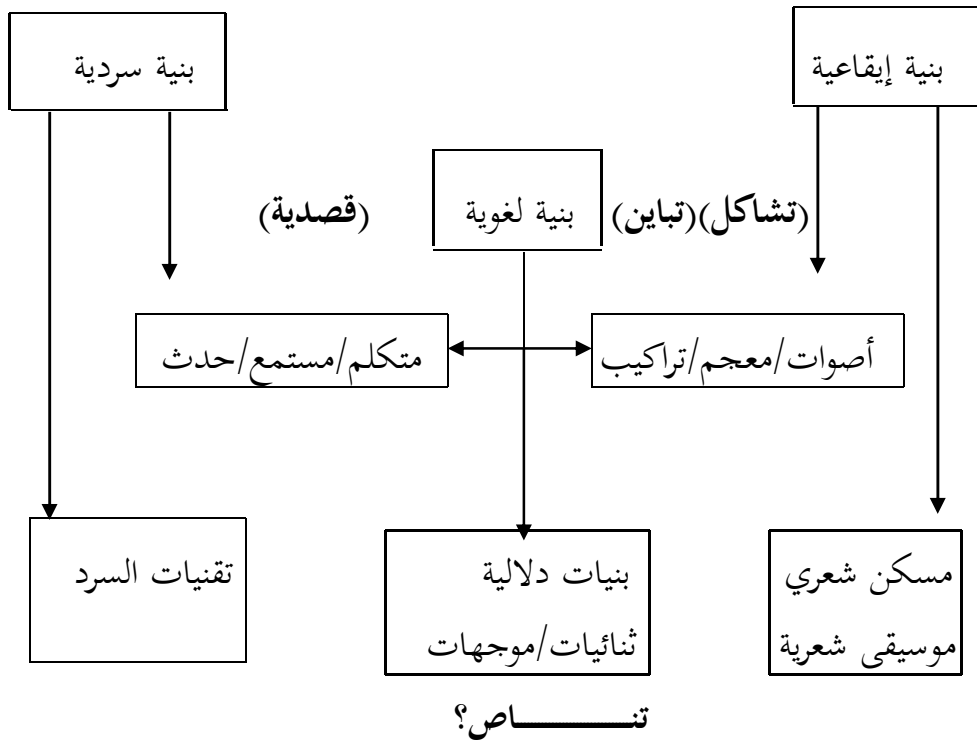 بنية إيقاعية
بنية سردية
(تشاكل)(تباين)
بنية لغوية
(قصدية)
أصوات/معجم/تراكيب
متكلم/مستمع/حدث
مسكن شعري
موسيقى شعرية
بنيات دلالية
ثنائيات/موجهات
تقنيات السرد
تنـــــــــاص؟